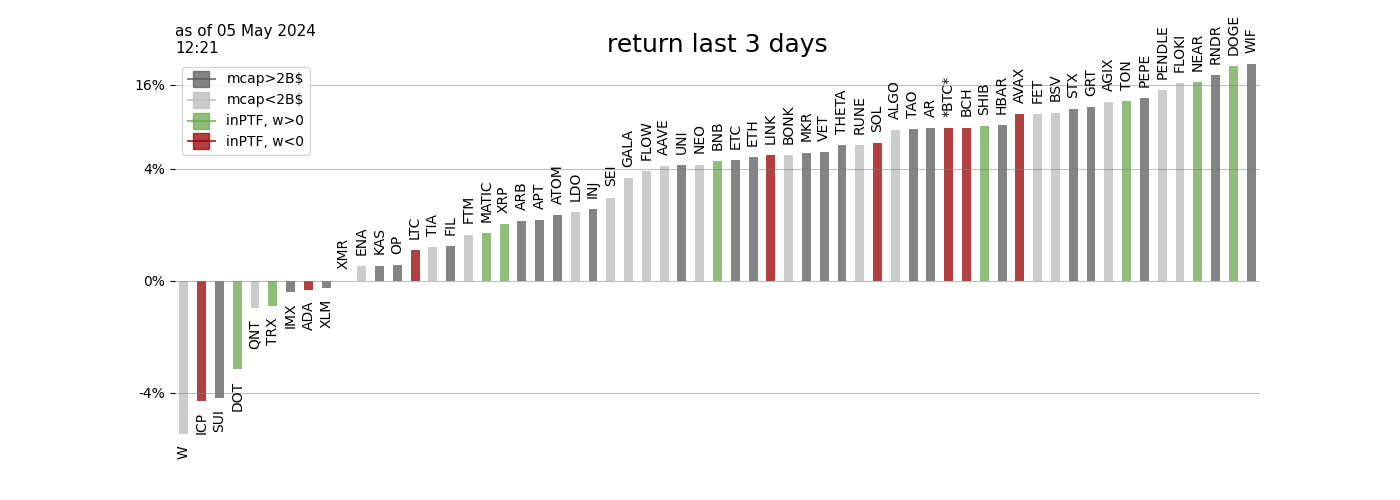 as of 05 May 2024
12:21
return last 3 days
mcap>2B$
mcap<2B$
inPTF, w>0
inPTF, w<0
16%
4%
0%
-4%
W
ICP
SUI
DOT
QNT
TRX
IMX
ADA
XLM
XMR
ENA
KAS
OP
LTC
TIA
FIL
FTM
MATIC
XRP
ARB
APT
ATOM
LDO
INJ
SEI
GALA
FLOW
AAVE
UNI
NEO
BNB
ETC
ETH
LINK
BONK
MKR
VET
THETA
RUNE
SOL
ALGO
TAO
AR
*BTC*
BCH
SHIB
HBAR
AVAX
FET
BSV
STX
GRT
AGIX
TON
PEPE
PENDLE
FLOKI
NEAR
RNDR
DOGE
WIF